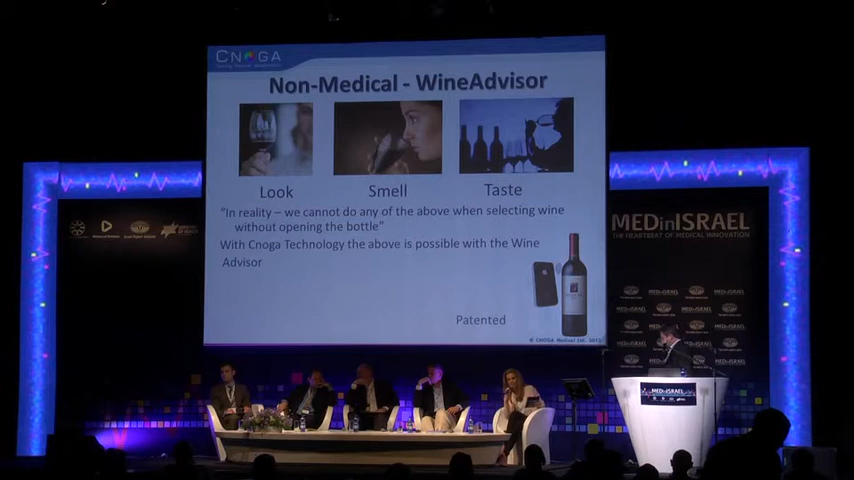 CNOGA
Non-Medical - WineAdvisor
Look
Smell
Taste
"In reality – we cannot do any of the above when selecting wine
without opening the bottle"
With Cnoga Technology the above is possible with the Wine
Advisor
Patented
© CNOGA Medical Ltd. 2013
MEDinISRAEL
THE HEARTBEAT OF MEDICAL INNOVATION
MEDinISRAEL